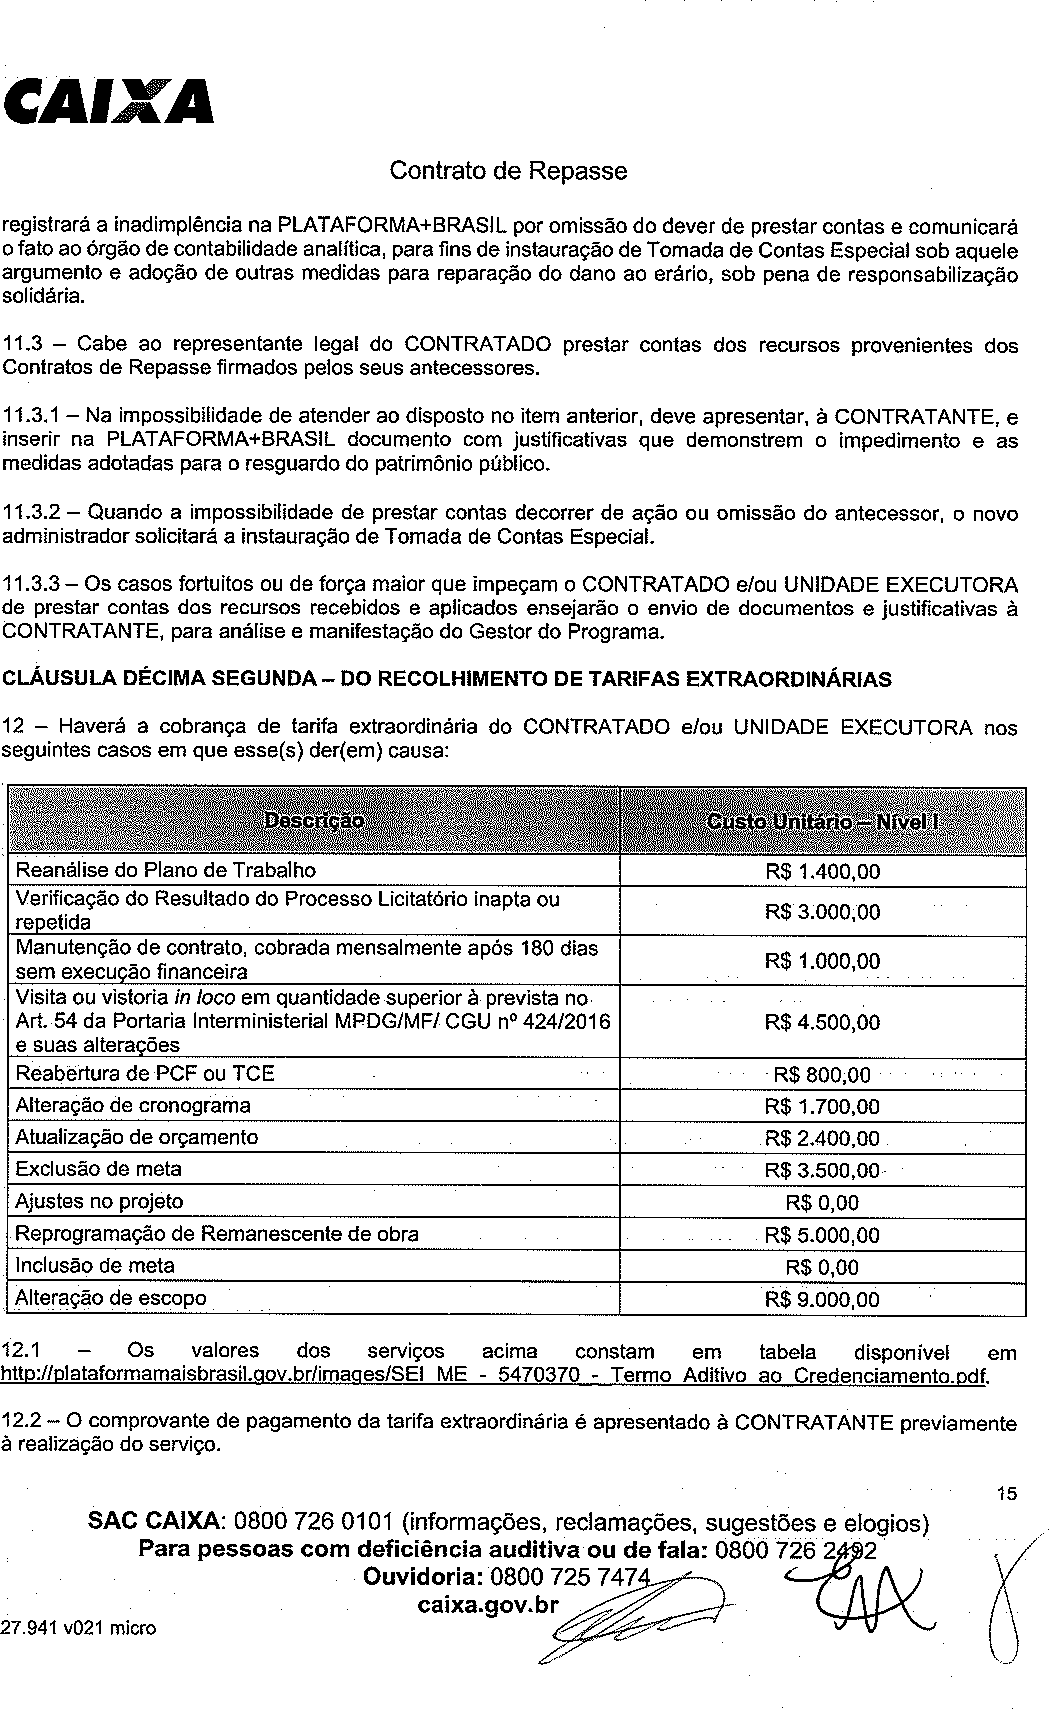 CAIXA
Contrato de Repasse
registrará a inadimplência na PLATAFORMA+BRASIL por omissão do dever de prestar contas e comunicará
o fato ao órgão de contabilidade analítica, para fins de instauração de Tomada de Contas Especial sob aquele
argumento e adoção de outras medidas para reparação do dano ao erário, sob pena de responsabilização
solidária.
11.3 – Cabe ao representante legal do CONTRATADO prestar contas dos recursos provenientes dos
Contratos de Repasse firmados pelos seus antecessores.
11.3.1 – Na impossibilidade de atender ao disposto no item anterior, deve apresentar, à CONTRATANTE, e
inserir na PLATAFORMA+BRASIL documento com justificativas que demonstrem o impedimento e as
medidas adotadas para o resguardo do patrimônio público.
11.3.2 – Quando a impossibilidade de prestar contas decorrer de ação ou omissão do antecessor, o novo
administrador solicitará a instauração de Tomada de Contas Especial.
11.3.3 – Os casos fortuitos ou de força maior que impeçam o CONTRATADO e/ou UNIDADE EXECUTORA
de prestar contas dos recursos recebidos e aplicados ensejarão o envio de documentos e justificativas à
CONTRATANTE, para análise e manifestação do Gestor do Programa.
CLÁUSULA DÉCIMA SEGUNDA – DO RECOLHIMENTO DE TARIFAS EXTRAORDINÁRIAS
12 – Haverá a cobrança de tarifa extraordinária do CONTRATADO e/ou UNIDADE EXECUTORA nos
seguintes casos em que esse(s) der(em) causa:
Descrição Custo Unitário – Nível I
Reanálise do Plano de Trabalho R$ 1.400,00
Verificação do Resultado do Processo Licitatório inapta ou
repetida R$ 3.000,00
Manutenção de contrato, cobrada mensalmente após 180 dias
sem execução financeira R$ 1.000,00
Visita ou vistoria in loco em quantidade superior à prevista no
Art. 54 da Portaria Interministerial MPDG/MF/ CGU nº 424/2016 R$ 4.500,00
e suas alterações
Reabertura de PCF ou TCE R$ 800,00
Alteração de cronograma R$ 1.700,00
Atualização de orçamento R$ 2.400,00
Exclusão de meta R$ 3.500,00
Ajustes no projeto R$ 0,00
Reprogramação de Remanescente de obra R$ 5.000,00
Inclusão de meta R$ 0,00
Alteração de escopo R$ 9.000,00
12.1 – Os valores dos serviços acima constam em tabela disponível em
http://plataformamaisbrasil.gov.br/images/SEI_ME_-_5470370_-_Termo_Aditivo_ao_Credenciamento.pdf.
12.2 – O comprovante de pagamento da tarifa extraordinária é apresentado à CONTRATANTE previamente
à realização do serviço.
15
SAC CAIXA: 0800 726 0101 (informações, reclamações, sugestões e elogios)
Para pessoas com deficiência auditiva ou de fala: 0800 726 2492
Ouvidoria: 0800 725 7474
caixa.gov.br
27.941 v021 micro